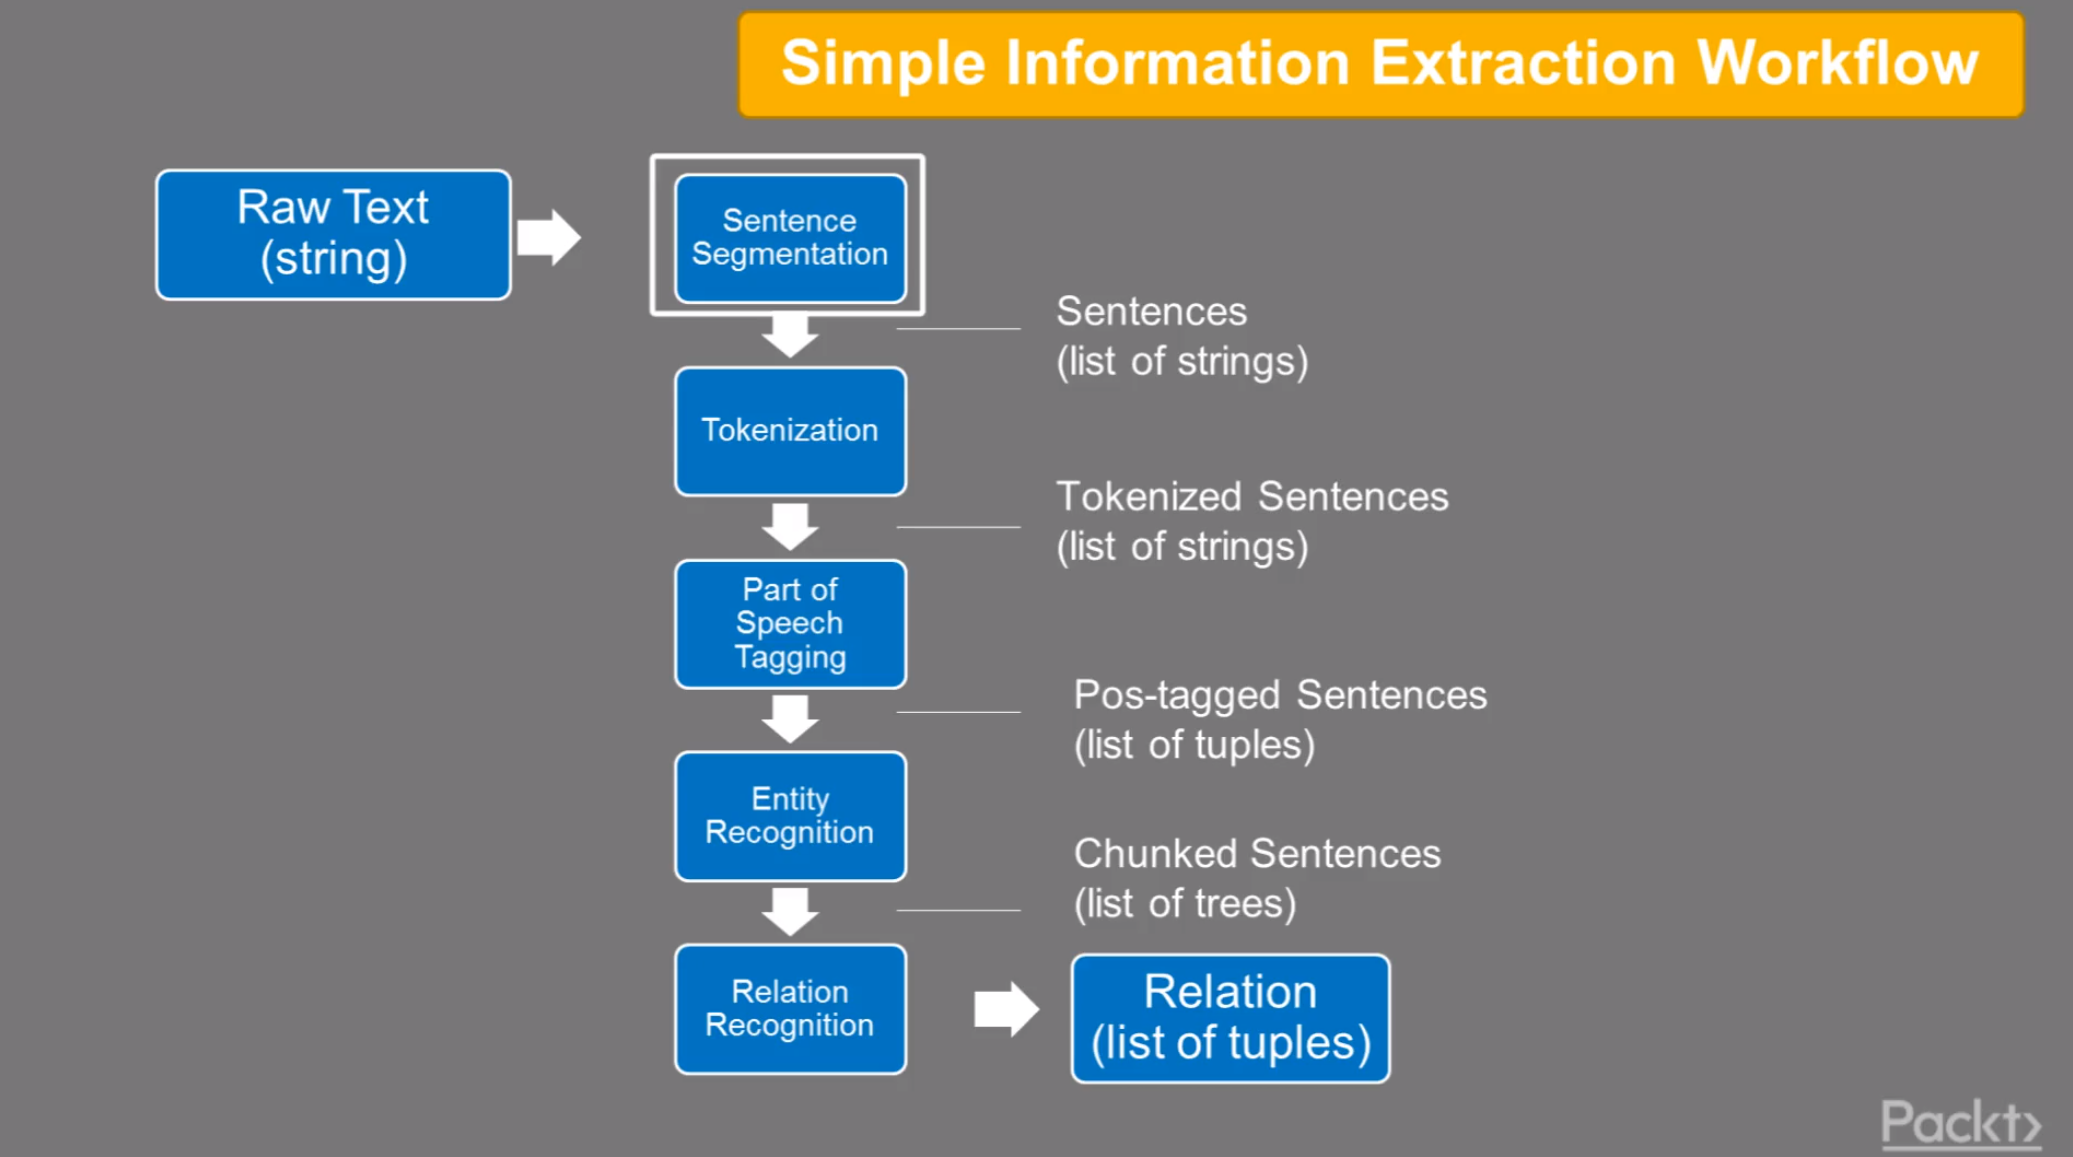 Simple Information Extraction Workflow
Raw Text
(string)
Sentence
Segmentation
Sentences
(list of strings)
Tokenization
Tokenized Sentences
(list of strings)
Part of
Speech
Tagging
Pos-tagged Sentences
(list of tuples)
Entity
Recognition
Chunked Sentences
(list of trees)
Relation
Recognition
Relation
(list of tuples)
Packt>